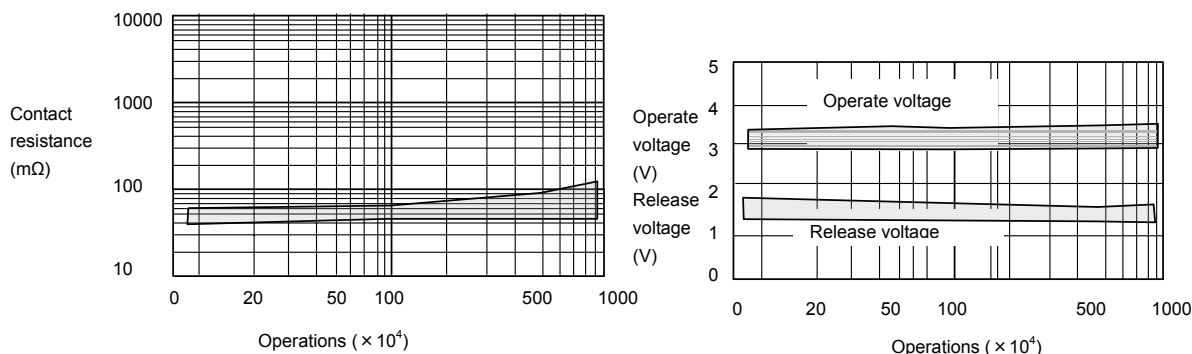 10000
1000
100
10
Contact
resistance
(mΩ)
0 20 50 100 500 1000
Operations ( × 10⁴)
5
4
3
2
1
0
Operate
voltage
(V)
Release
voltage
(V)
Operate voltage
Release voltage
0 20 50 100 500 1000
Operations ( × 10⁴)